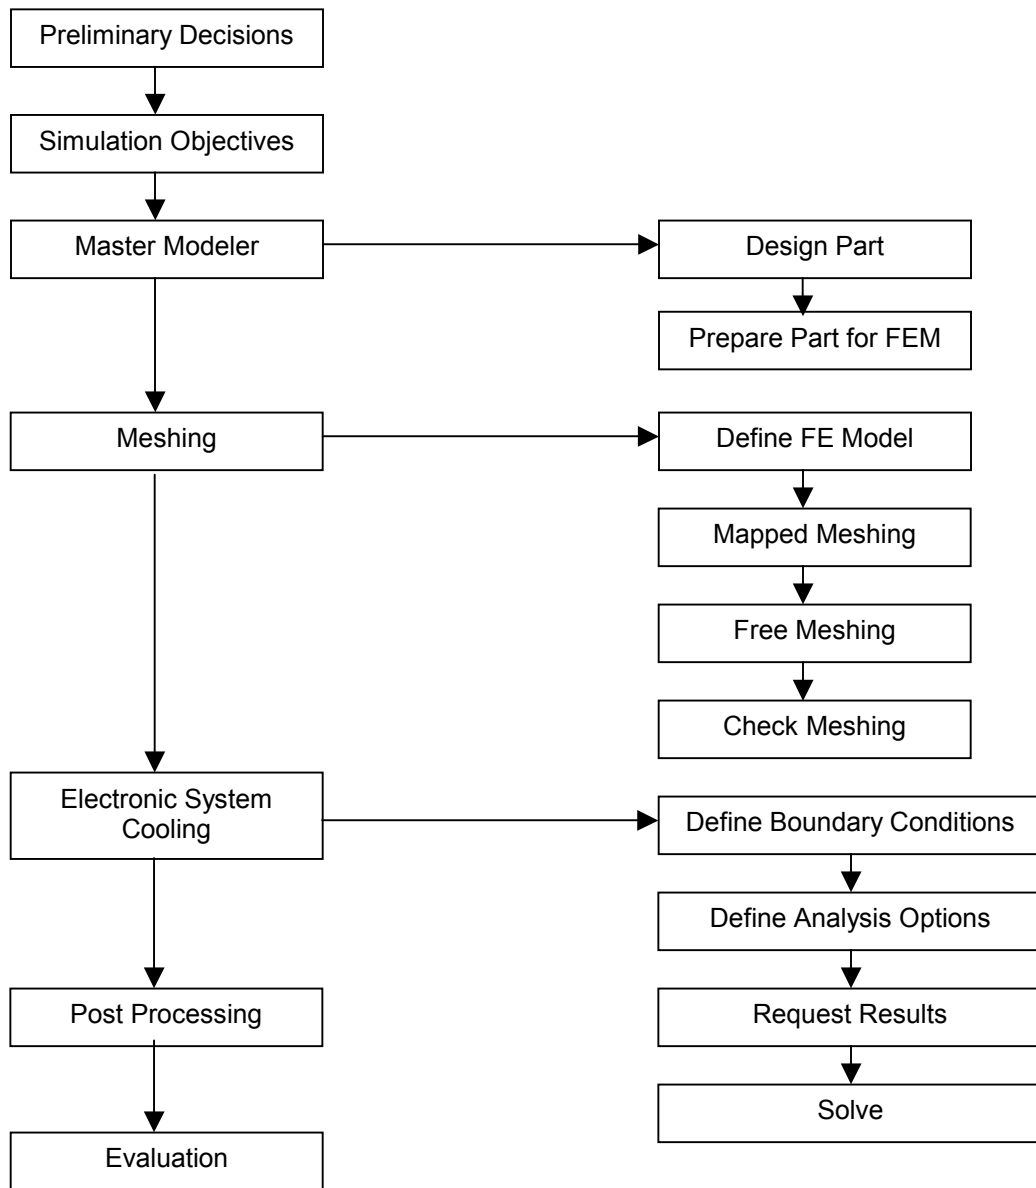 Preliminary Decisions
Simulation Objectives
Master Modeler
Design Part
Prepare Part for FEM
Meshing
Define FE Model
Mapped Meshing
Free Meshing
Check Meshing
Electronic System
Cooling
Define Boundary Conditions
Define Analysis Options
Request Results
Solve
Post Processing
Evaluation